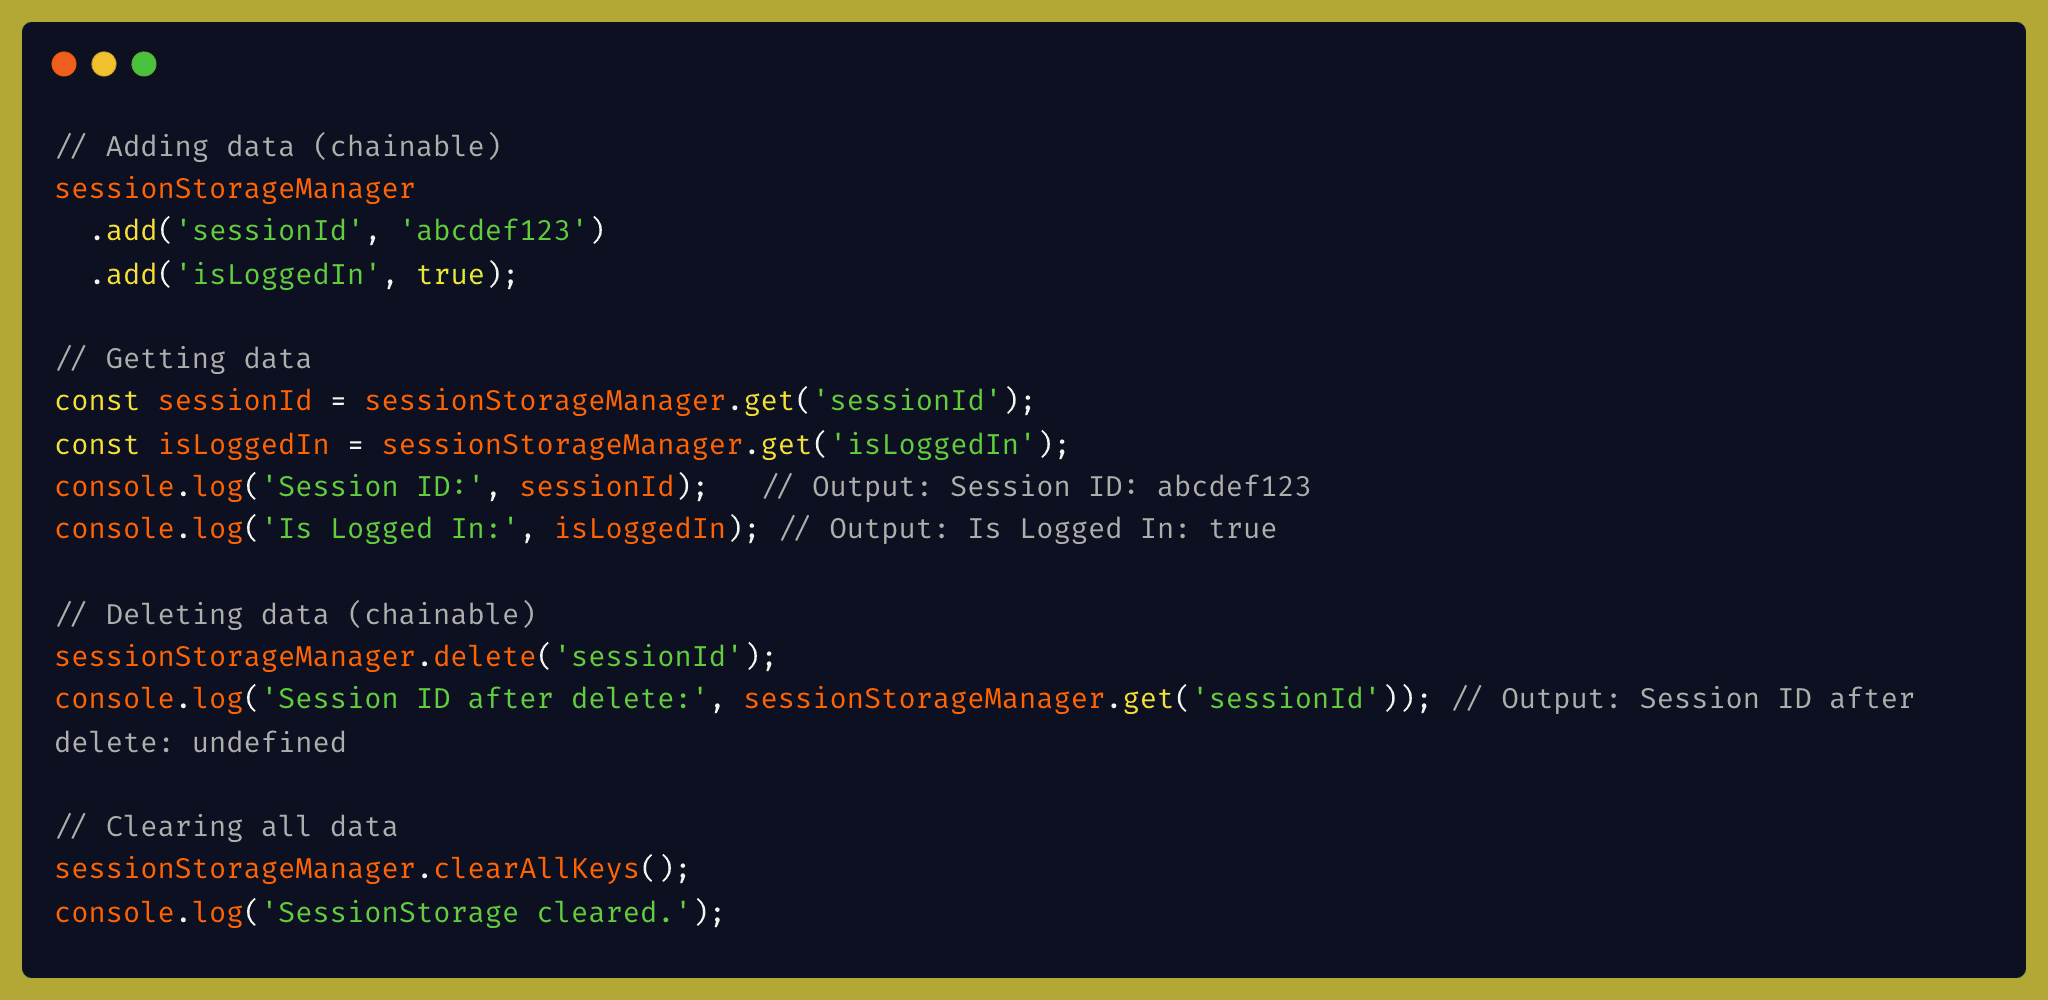 // Adding data (chainable)
sessionStorageManager
  .add('sessionId', 'abcdef123')
  .add('isLoggedIn', true);

// Getting data
const sessionId = sessionStorageManager.get('sessionId');
const isLoggedIn = sessionStorageManager.get('isLoggedIn');
console.log('Session ID:', sessionId);   // Output: Session ID: abcdef123
console.log('Is Logged In:', isLoggedIn); // Output: Is Logged In: true

// Deleting data (chainable)
sessionStorageManager.delete('sessionId');
console.log('Session ID after delete:', sessionStorageManager.get('sessionId')); // Output: Session ID after
delete: undefined

// Clearing all data
sessionStorageManager.clearAllKeys();
console.log('SessionStorage cleared.');